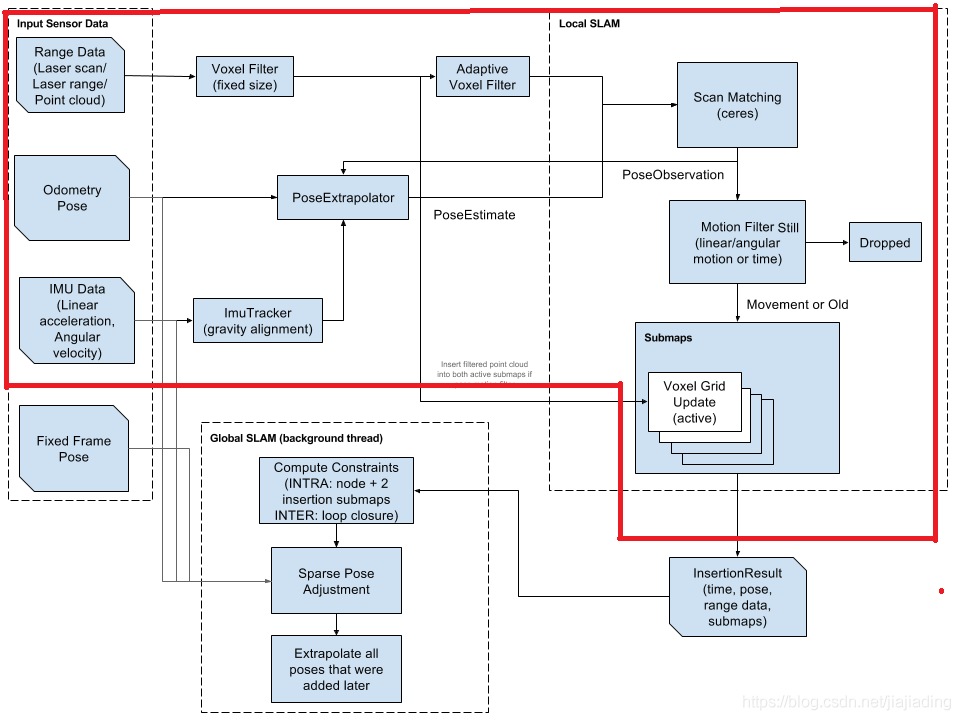 Input Sensor Data
Range Data
(Laser scan/
Laser range/
Point cloud)
Voxel Filter
(fixed size)
Adaptive
Voxel Filter
Local SLAM
Scan Matching
(ceres)
Odometry
Pose
PoseExtrapolator
PoseObservation
PoseEstimate
Motion Filter Still
(linear/angular
motion or time)
Dropped
IMU Data
(Linear
acceleration,
Angular
velocity)
ImuTracker
(gravity alignment)
Movement or Old
Submaps
Insert filtered point cloud
into both active submaps if
Voxel Grid
Update
(active)
Fixed Frame
Pose
Global SLAM (background thread)
Compute Constraints
(INTRA: node + 2
insertion submaps
INTER: loop closure)
Sparse Pose
Adjustment
Extrapolate all
poses that were
added later
InsertionResult
(time, pose,
range data,
submaps)
https://blog.csdn.net/jiajiading